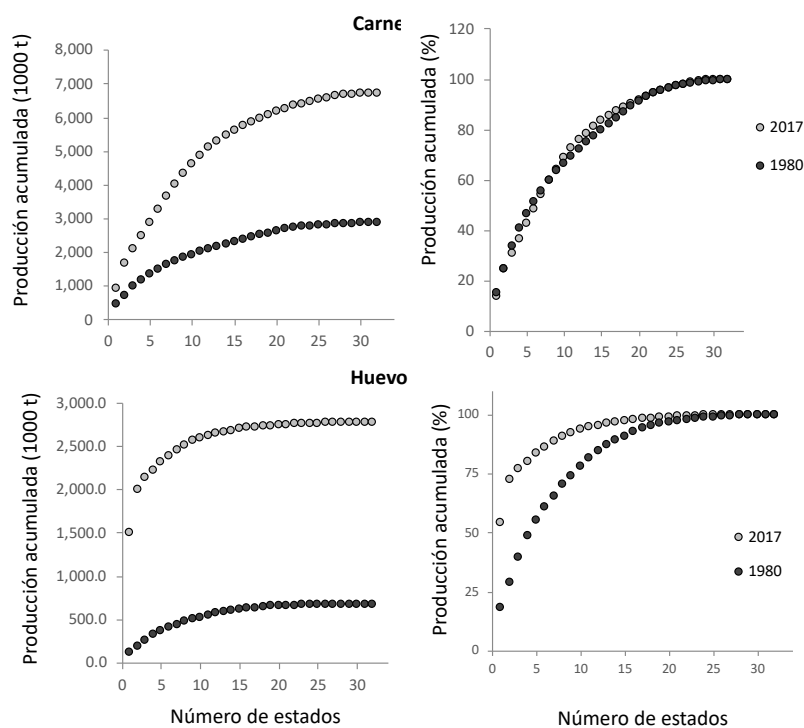 Carne
Producción acumulada (1000 t)
8,000
7,000
6,000
5,000
4,000
3,000
2,000
1,000
0
0 5 10 15 20 25 30
Producción acumulada (%)
120
100
80
60
40
20
0
0 10 20 30
2017
1980
Huevo
Producción acumulada (1000 t)
3,000.0
2,500.0
2,000.0
1,500.0
1,000.0
500.0
0.0
0 5 10 15 20 25 30
Número de estados
Producción acumulada (%)
100
75
50
25
0
0 5 10 15 20 25 30
2017
1980
Número de estados